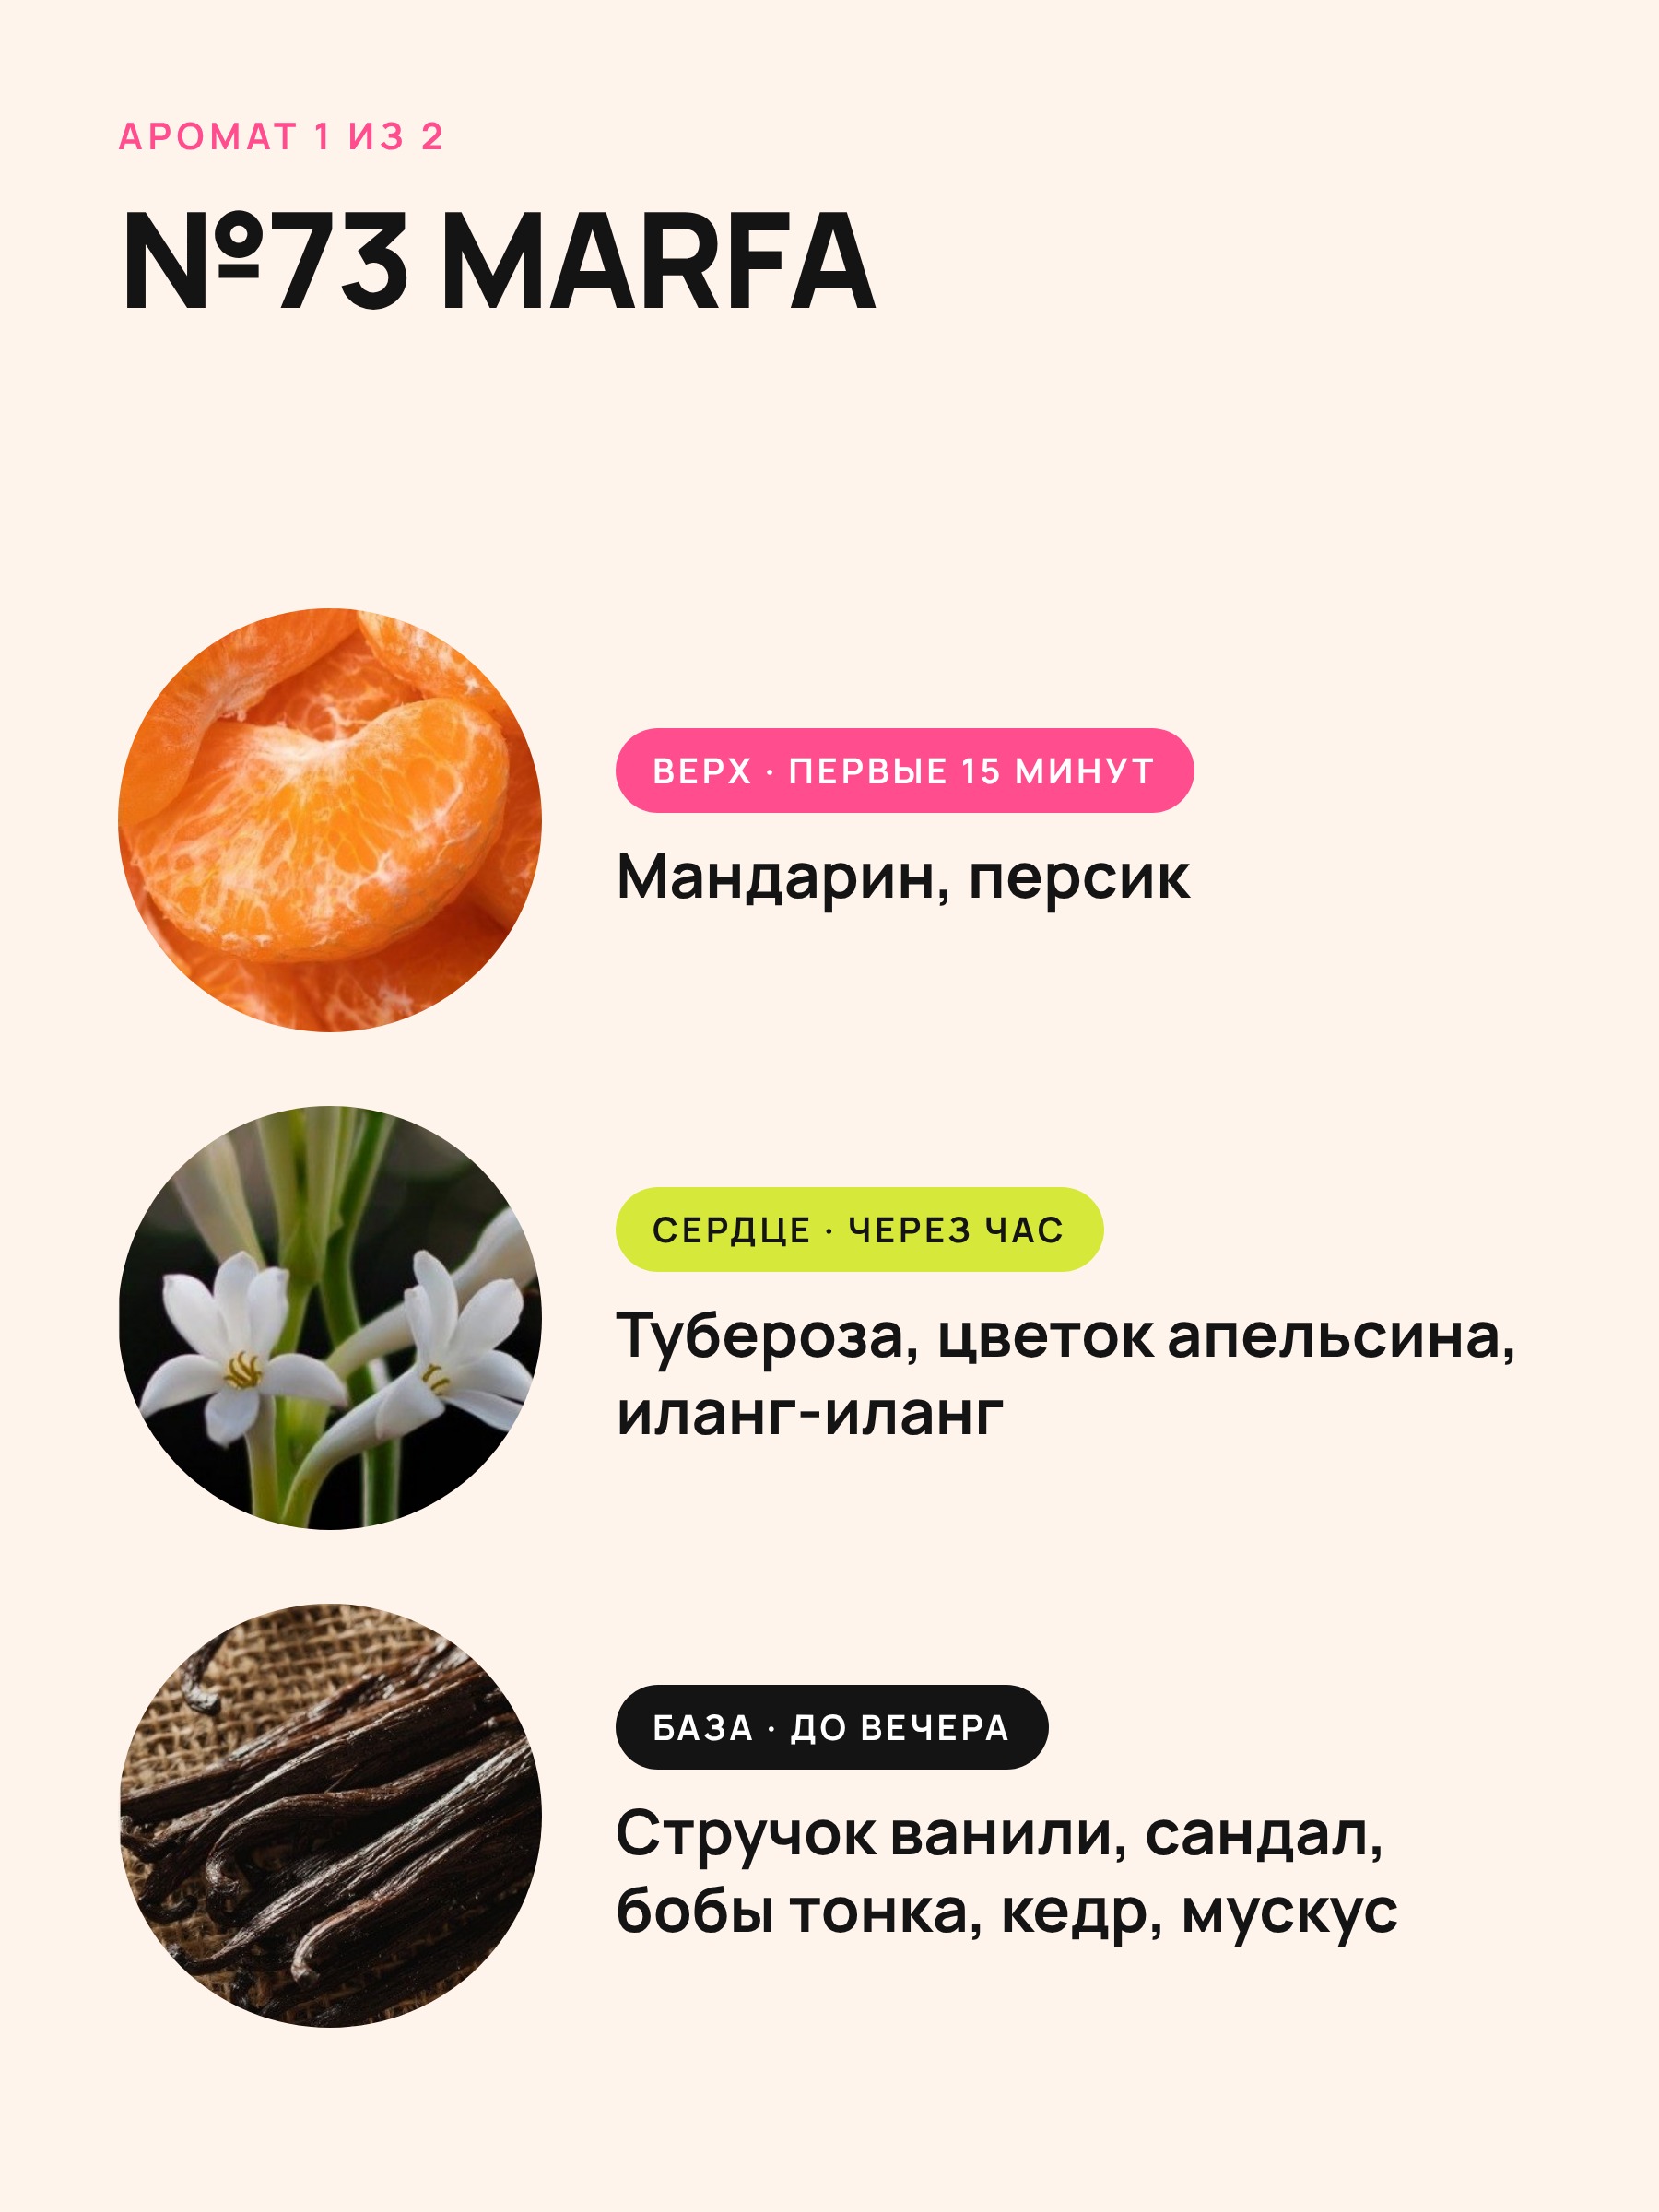 АРОМАТ 1 ИЗ 2
№73 MARFA
ВЕРХ · ПЕРВЫЕ 15 МИНУТ
Мандарин, персик
СЕРДЦЕ · ЧЕРЕЗ ЧАС
Тубероза, цветок апельсина,
иланг-иланг
БАЗА · ДО ВЕЧЕРА
Стручок ванили, сандал,
бобы тонка, кедр, мускус